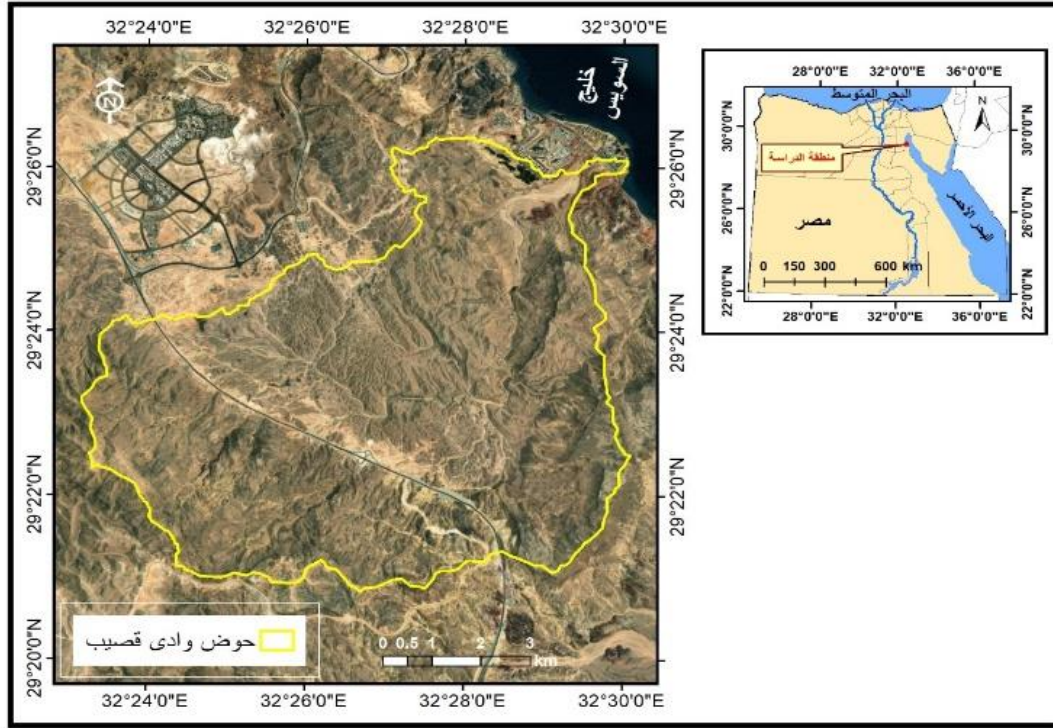 32°24'0"E 32°26'0"E 32°28'0"E 32°30'0"E
29°26'0"N
29°24'0"N
29°22'0"N
29°20'0"N
خليج
السويس
N
29°26'0"N
29°24'0"N
29°22'0"N
29°20'0"N
حوض وادى قصيب
0 0.5 1 2 3
km
32°24'0"E 32°26'0"E 32°28'0"E 32°30'0"E
28°0'0"E 32°0'0"E 36°0'0"E
البحر المتوسط
N
30°0'0"N
26°0'0"N
22°0'0"N
منطقة الدراسة
مصر
البحر الأحمر
0 150 300 600 km
30°0'0"N
26°0'0"N
22°0'0"N
28°0'0"E 32°0'0"E 36°0'0"E